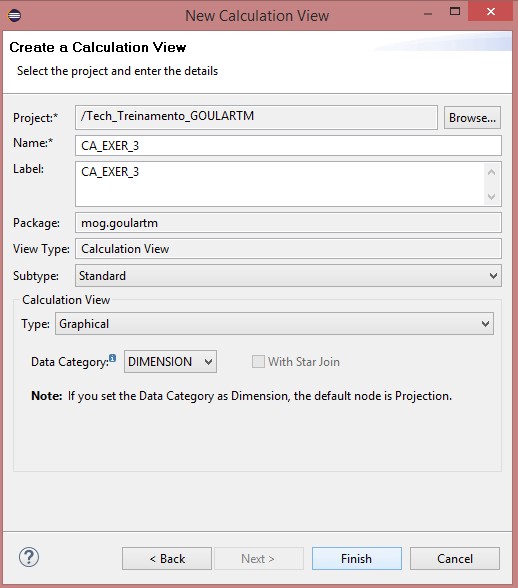 New Calculation View
Create a Calculation View
Select the project and enter the details
Project:* /Tech_Treinamento_GOULARTM Browse...
Name:* CA_EXER_3
Label: CA_EXER_3
Package: mog.goulartm
View Type: Calculation View
Subtype: Standard
Calculation View
Type: Graphical
Data Category: DIMENSION With Star Join
Note: If you set the Data Category as Dimension, the default node is Projection.
? < Back Next > Finish Cancel